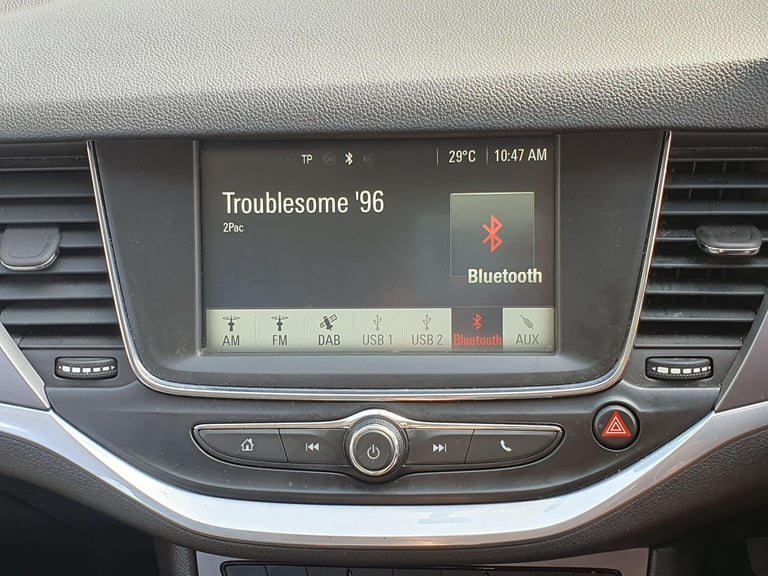 TP 29°C 10:47 AM
Troublesome '96
2Pac
Bluetooth
AM FM DAB USB 1 USB 2 Bluetooth AUX